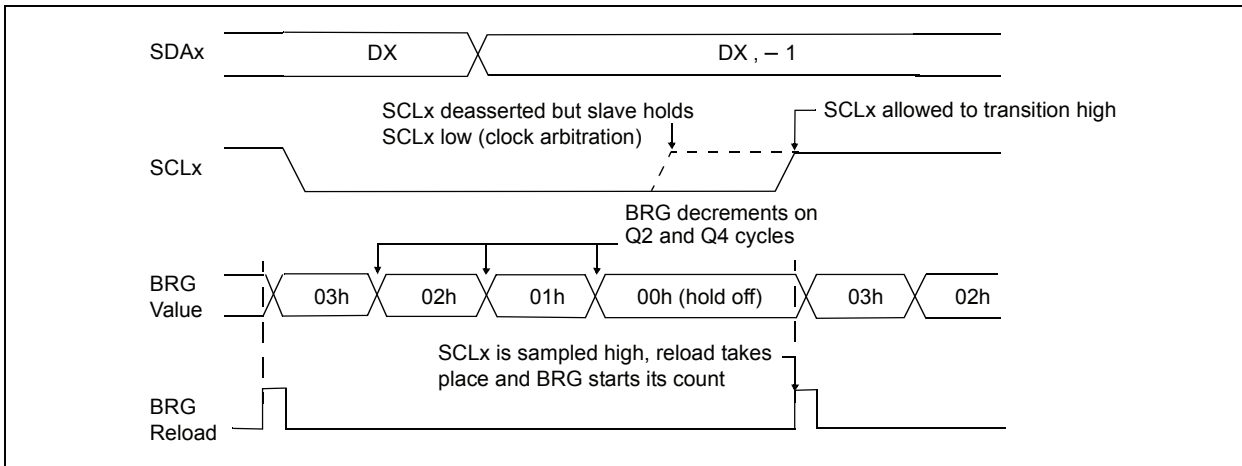 SDAx
DX
DX , – 1
SCLx deasserted but slave holds
SCLx low (clock arbitration)
SCLx allowed to transition high
SCLx
BRG decrements on
Q2 and Q4 cycles
BRG
Value
03h
02h
01h
00h (hold off)
03h
02h
SCLx is sampled high, reload takes
place and BRG starts its count
BRG
Reload